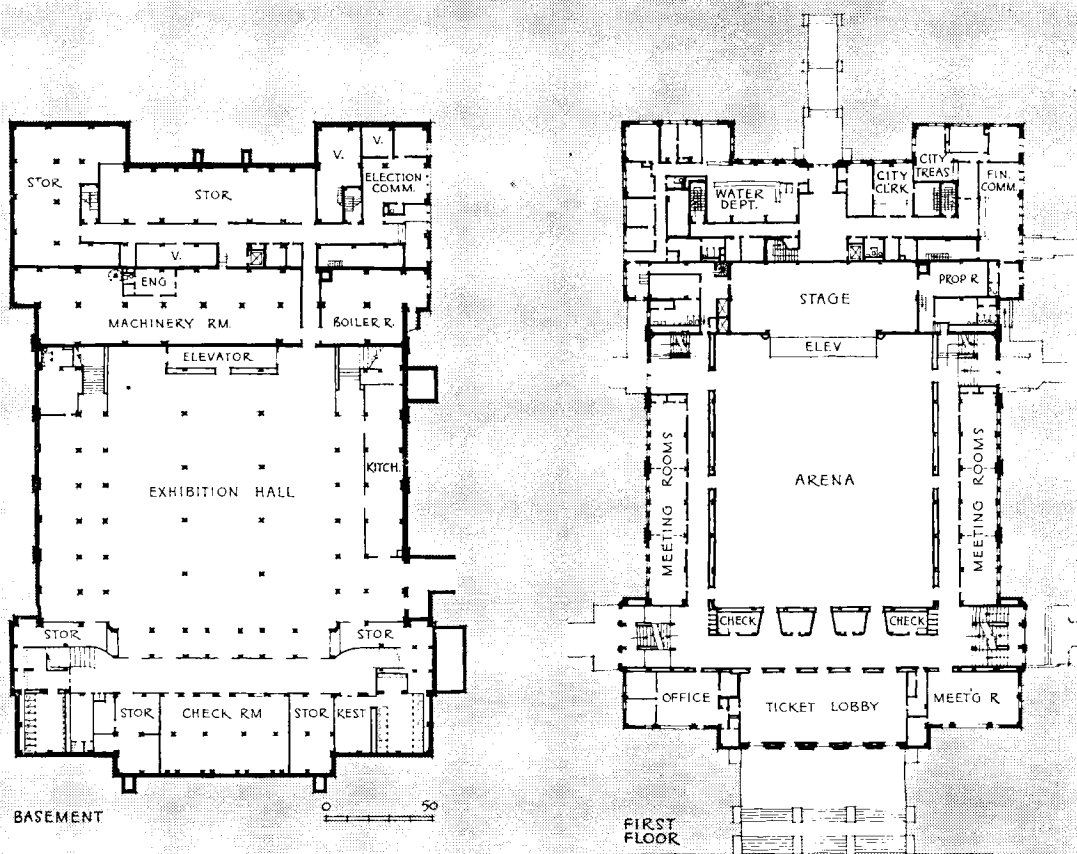 STOR
STOR
V.
V.
ELECTION
COMM.
V.
ENG
MACHINERY RM.
BOILER R.
ELEVATOR
EXHIBITION HALL
KITCH.
STOR
STOR
STOR
CHECK RM
STOR
REST
BASEMENT
0 50
WATER
DEPT.
CITY
CLRK
CITY
TREAS
FIN.
COMM.
STAGE
PROP R
ELEV
MEETING ROOMS
ARENA
MEETING ROOMS
CHECK
CHECK
OFFICE
TICKET LOBBY
MEET'G R
FIRST
FLOOR